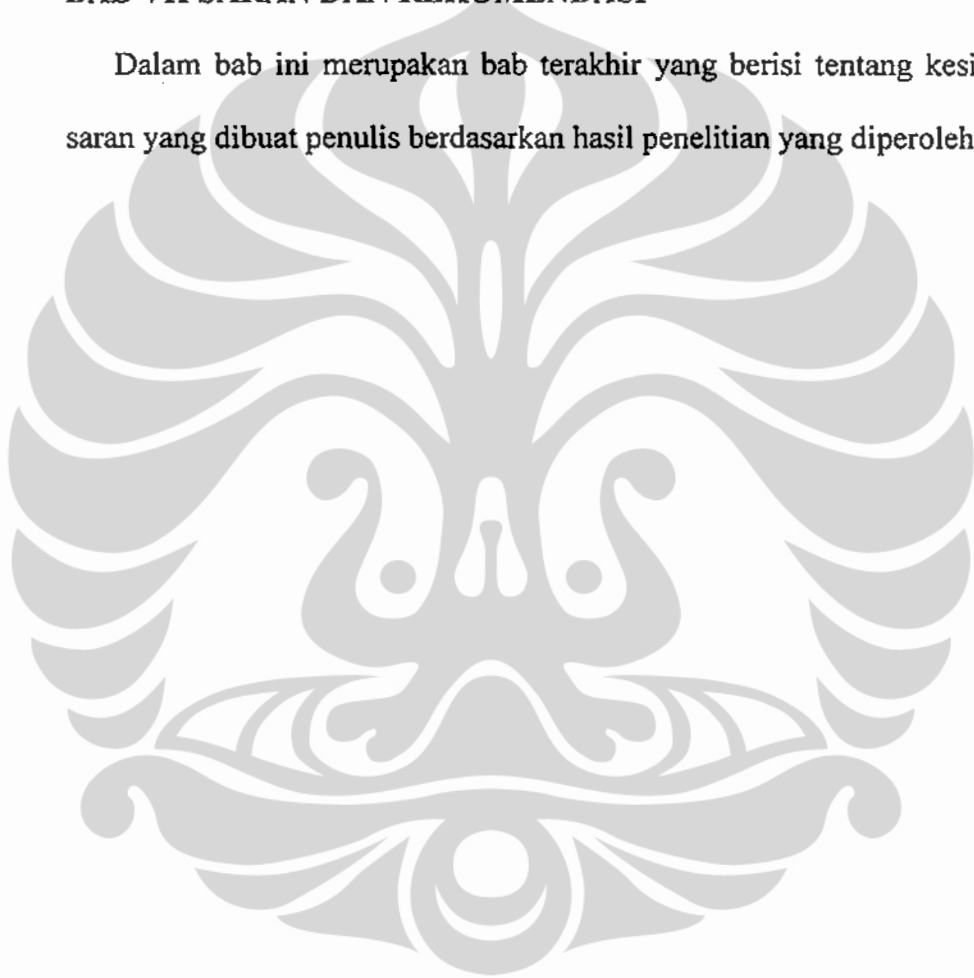 Dalam bab ini merupakan bab terakhir yang berisi tentang kesi
saran yang dibuat penulis berdasarkan hasil penelitian yang diperoleh